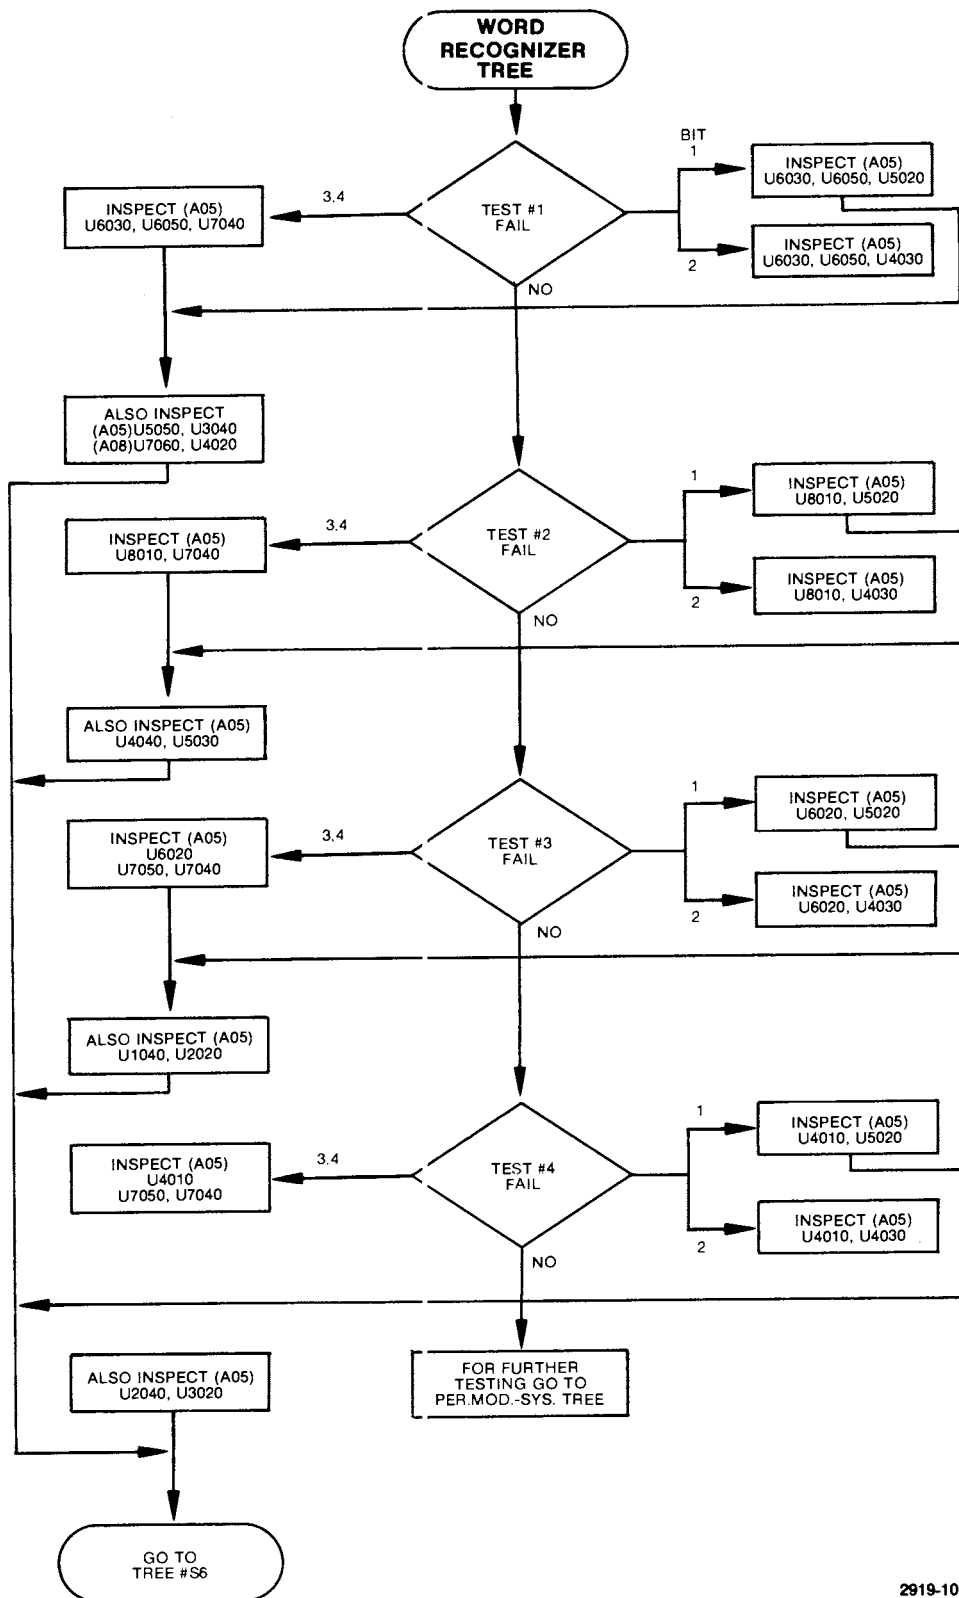 WORD
RECOGNIZER
TREE
BIT
1
INSPECT (A05)
U6030, U6050, U5020
3,4
INSPECT (A05)
U6030, U6050, U7040
TEST #1
FAIL
2
INSPECT (A05)
U6030, U6050, U4030
NO
ALSO INSPECT
(A05)U5050, U3040
(A08)U7060, U4020
1
INSPECT (A05)
U8010, U5020
3,4
INSPECT (A05)
U8010, U7040
TEST #2
FAIL
2
INSPECT (A05)
U8010, U4030
NO
ALSO INSPECT (A05)
U4040, U5030
1
INSPECT (A05)
U6020, U5020
3,4
INSPECT (A05)
U6020
U7050, U7040
TEST #3
FAIL
2
INSPECT (A05)
U6020, U4030
NO
ALSO INSPECT (A05)
U1040, U2020
1
INSPECT (A05)
U4010, U5020
3,4
INSPECT (A05)
U4010
U7050, U7040
TEST #4
FAIL
2
INSPECT (A05)
U4010, U4030
NO
ALSO INSPECT (A05)
U2040, U3020
FOR FURTHER
TESTING GO TO
PER.MOD.-SYS. TREE
GO TO
TREE #S6
2919-10